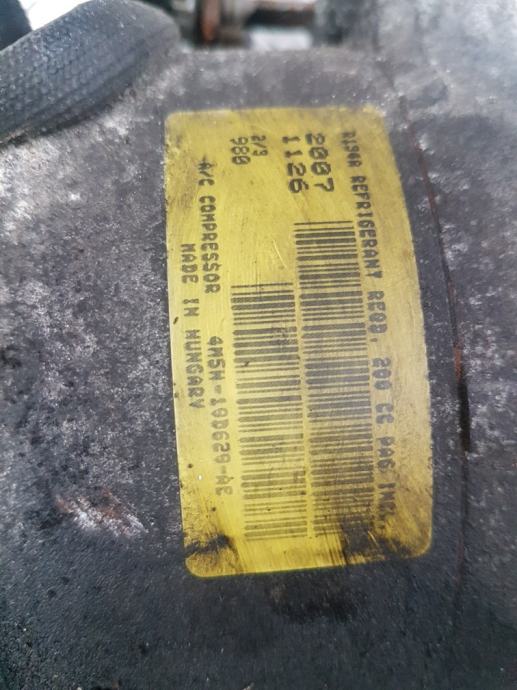 R134A REFRIGERANT REQD, 200 CC PAG INCL.
2007
1126
2/3
980
A/C COMPRESSOR 4M5H-19D629-AE
MADE IN HUNGARY